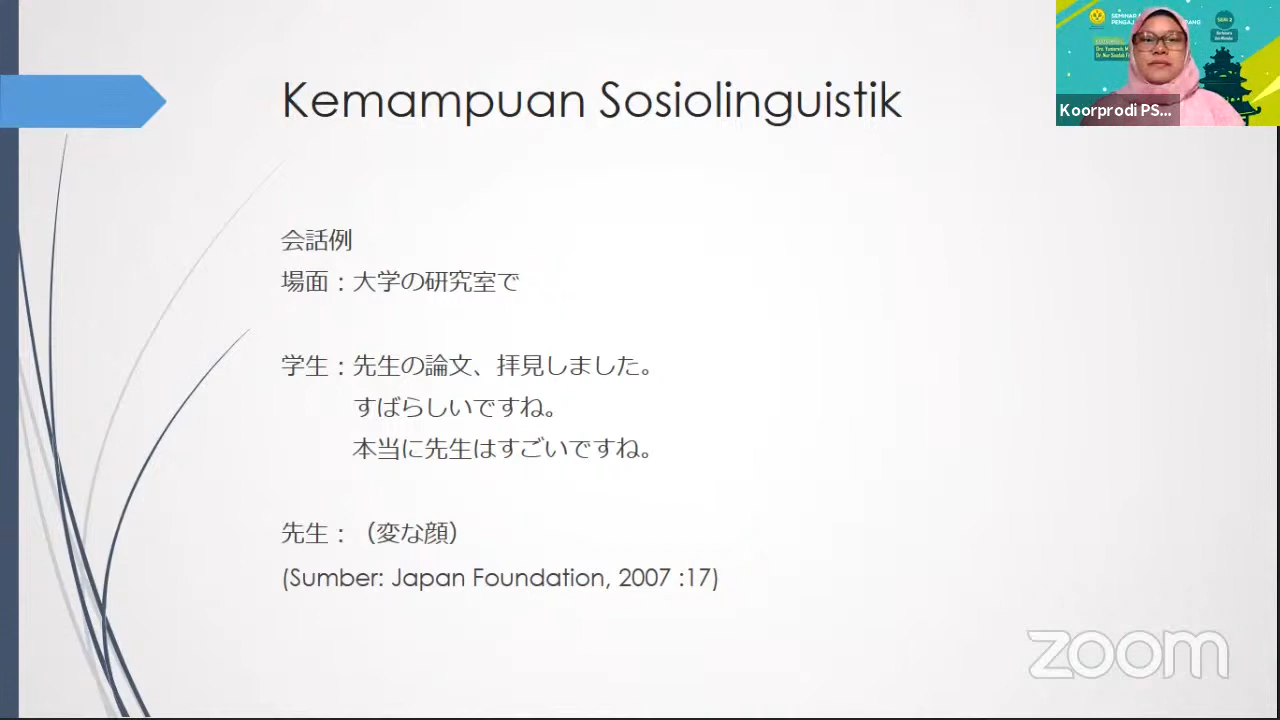 Kemampuan Sosiolinguistik
会話例
場面：大学の研究室で
学生：先生の論文、拝見しました。
すばらしいですね。
本当に先生はすごいですね。
先生：（変な顔）
(Sumber: Japan Foundation, 2007 :17)
Koorprodi PS...
zoom